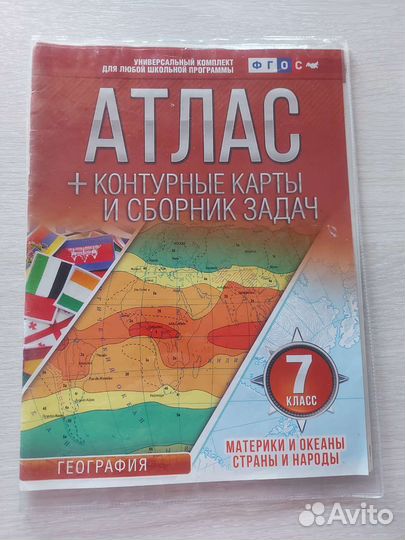 УНИВЕРСАЛЬНЫЙ КОМПЛЕКТ
ДЛЯ ЛЮБОЙ ШКОЛЬНОЙ ПРОГРАММЫ
ФГОС
АТЛАС
+ КОНТУРНЫЕ КАРТЫ
И СБОРНИК ЗАДАЧ
7
КЛАСС
МАТЕРИКИ И ОКЕАНЫ
СТРАНЫ И НАРОДЫ
ГЕОГРАФИЯ
Avito